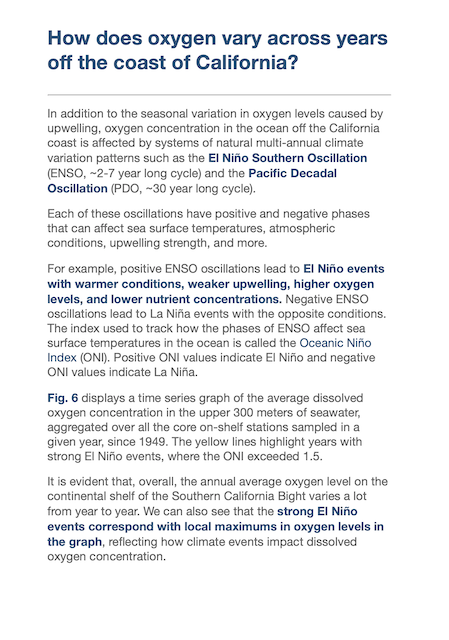 How does oxygen vary across years
off the coast of California?
In addition to the seasonal variation in oxygen levels caused by
upwelling, oxygen concentration in the ocean off the California
coast is affected by systems of natural multi-annual climate
variation patterns such as the El Niño Southern Oscillation
(ENSO, ~2-7 year long cycle) and the Pacific Decadal
Oscillation (PDO, ~30 year long cycle).
Each of these oscillations have positive and negative phases
that can affect sea surface temperatures, atmospheric
conditions, upwelling strength, and more.
For example, positive ENSO oscillations lead to El Niño events
with warmer conditions, weaker upwelling, higher oxygen
levels, and lower nutrient concentrations. Negative ENSO
oscillations lead to La Niña events with the opposite conditions.
The index used to track how the phases of ENSO affect sea
surface temperatures in the ocean is called the Oceanic Niño
Index (ONI). Positive ONI values indicate El Niño and negative
ONI values indicate La Niña.
Fig. 6 displays a time series graph of the average dissolved
oxygen concentration in the upper 300 meters of seawater,
aggregated over all the core on-shelf stations sampled in a
given year, since 1949. The yellow lines highlight years with
strong El Niño events, where the ONI exceeded 1.5.
It is evident that, overall, the annual average oxygen level on the
continental shelf of the Southern California Bight varies a lot
from year to year. We can also see that the strong El Niño
events correspond with local maximums in oxygen levels in
the graph, reflecting how climate events impact dissolved
oxygen concentration.